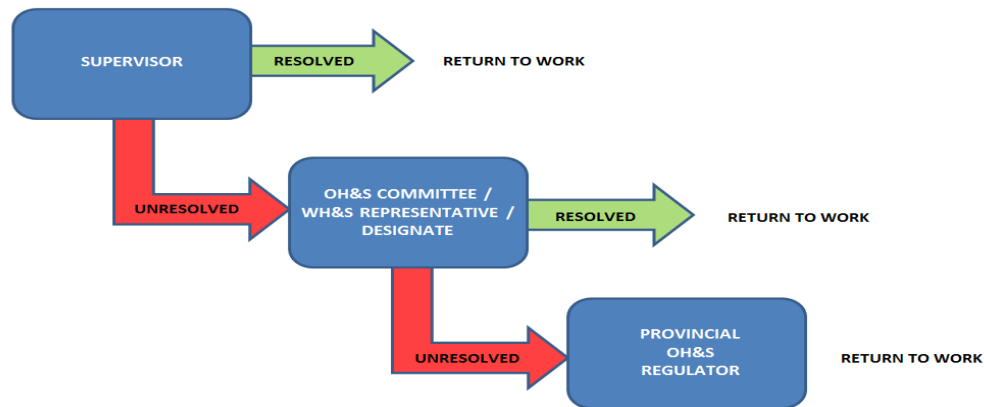 SUPERVISOR
RESOLVED
RETURN TO WORK
UNRESOLVED
OH&S COMMITTEE /
WH&S REPRESENTATIVE /
DESIGNATE
RESOLVED
RETURN TO WORK
UNRESOLVED
PROVINCIAL
OH&S
REGULATOR
RETURN TO WORK